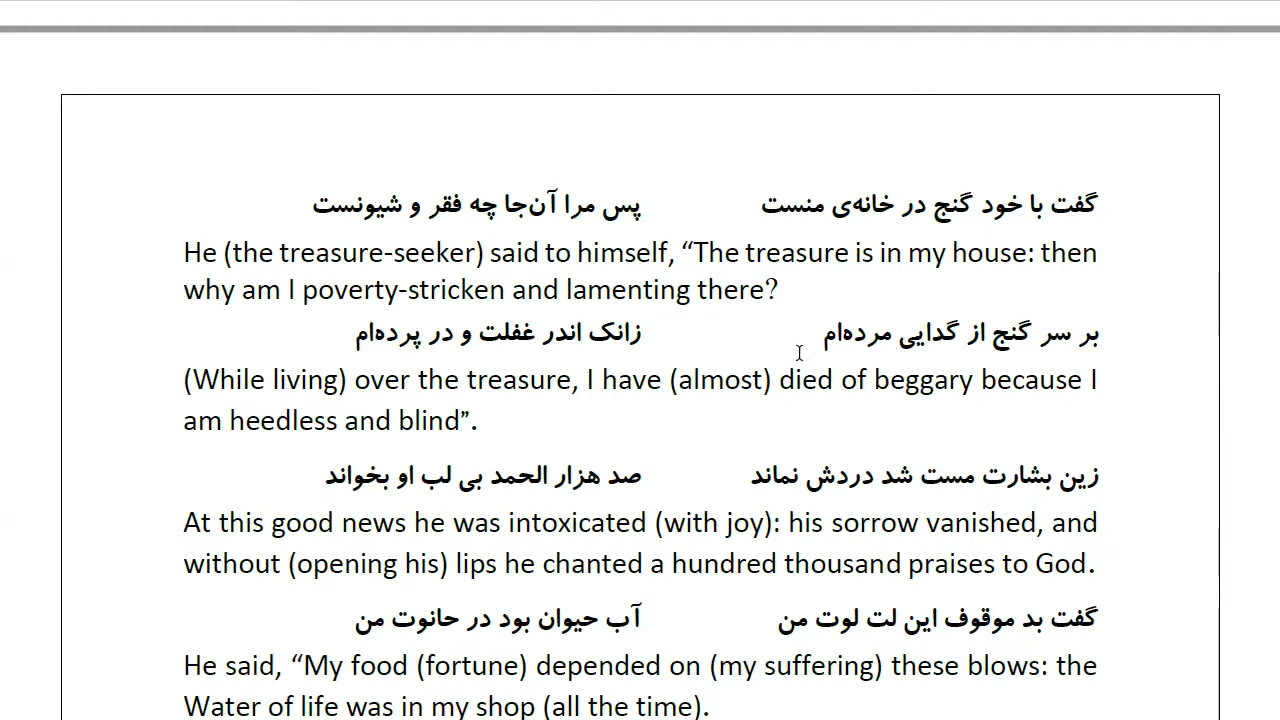 گفت با خود گنج در خانه‌ی منست پس مرا آن‌جا چه فقر و شیونست
He (the treasure-seeker) said to himself, “The treasure is in my house: then
why am I poverty-stricken and lamenting there?
بر سر گنج از گدایی مرده‌ام زانک اندر غفلت و در پرده‌ام
(While living) over the treasure, I have (almost) died of beggary because I
am heedless and blind”.
زین بشارت مست شد دردش نماند صد هزار الحمد بی لب او بخواند
At this good news he was intoxicated (with joy): his sorrow vanished, and
without (opening his) lips he chanted a hundred thousand praises to God.
گفت بد موقوف این لت لوت من آب حیوان بود در حانوت من
He said, “My food (fortune) depended on (my suffering) these blows: the
Water of life was in my shop (all the time).